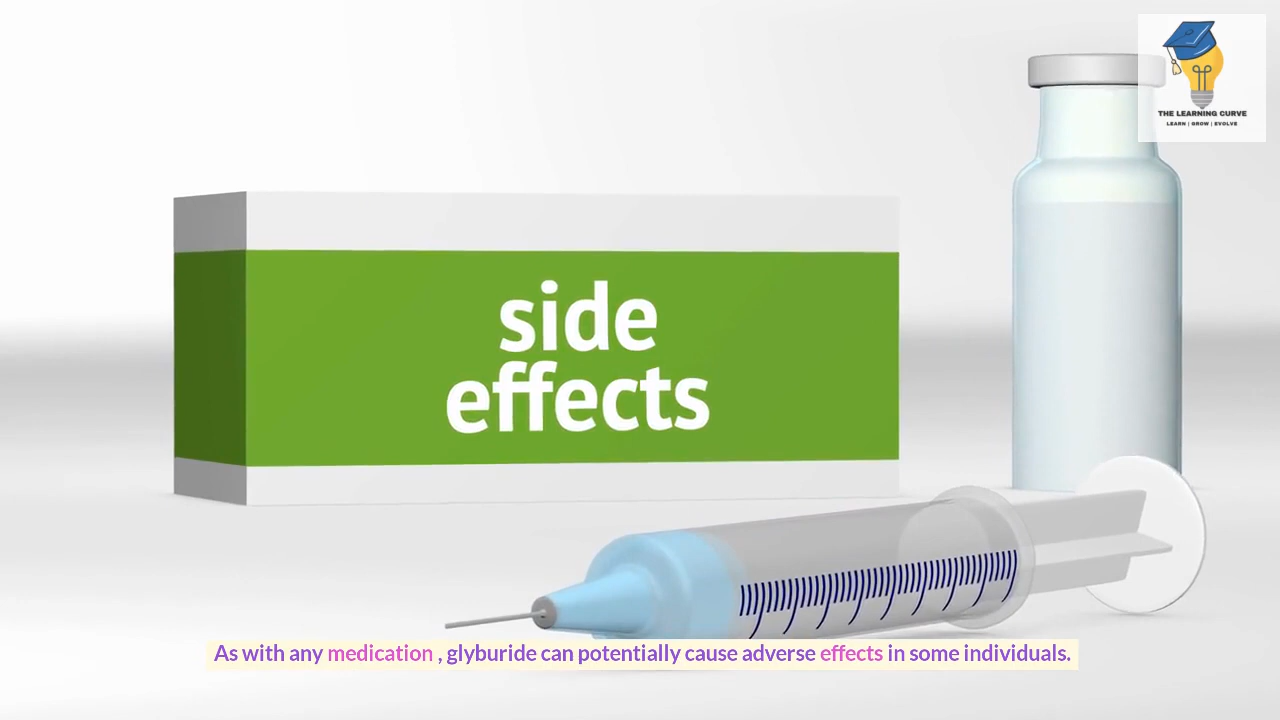 THE LEARNING CURVE
LEARN | GROW | EVOLVE
side
effects
As with any medication , glyburide can potentially cause adverse effects in some individuals.